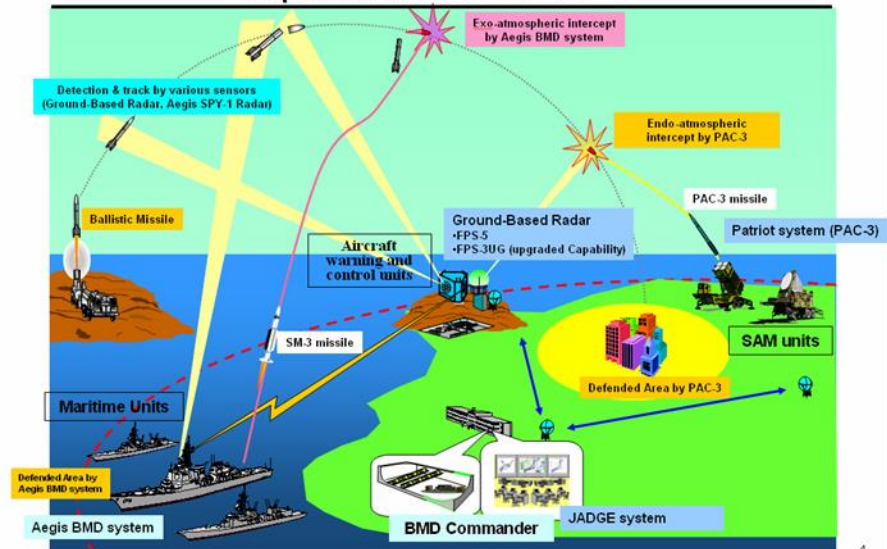 Exo-atmospheric intercept
by Aegis BMD system
Detection & track by various sensors
(Ground-Based Radar, Aegis SPY-1 Radar)
Endo-atmospheric
intercept by PAC-3
PAC-3 missile
Ballistic Missile
Ground-Based Radar
•FPS-5
•FPS-3UG (upgraded Capability)
Patriot system (PAC-3)
Aircraft
warning and
control units
SM-3 missile
SAM units
Defended Area by PAC-3
Maritime Units
Defended Area by
Aegis BMD system
Aegis BMD system
BMD Commander
JADGE system